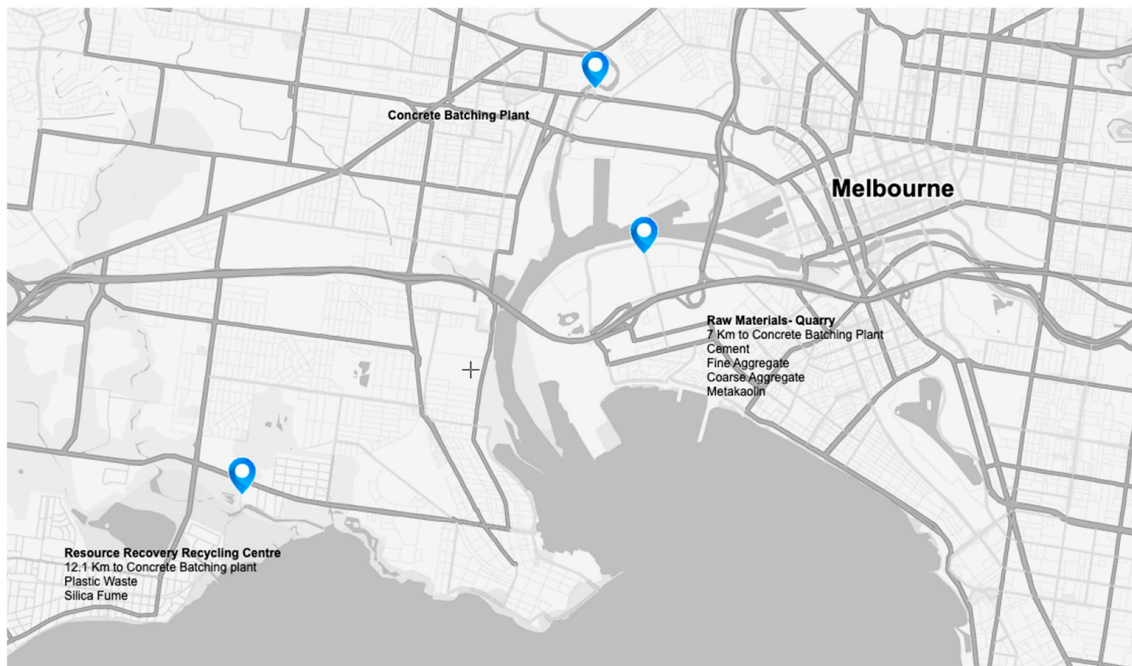 Concrete Batching Plant
Melbourne
Raw Materials- Quarry
7 Km to Concrete Batching Plant
Cement
Fine Aggregate
Coarse Aggregate
Metakaolin
Resource Recovery Recycling Centre
12.1 Km to Concrete Batching plant
Plastic Waste
Silica Fume